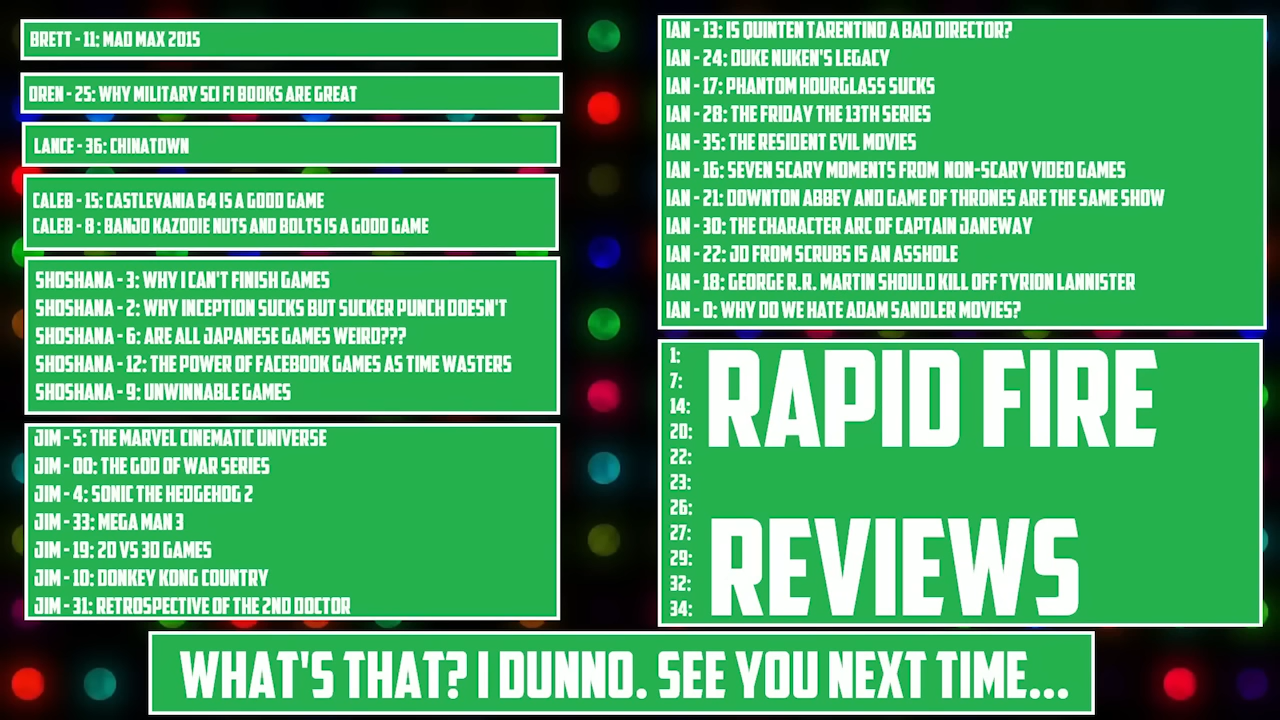 BRETT - 11: MAD MAX 2015
OREN - 25: WHY MILITARY SCI FI BOOKS ARE GREAT
LANCE - 36: CHINATOWN
CALEB - 15: CASTLEVANIA 64 IS A GOOD GAME
CALEB - 8 : BANJO KAZOOIE NUTS AND BOLTS IS A GOOD GAME
SHOSHANA - 3: WHY I CAN'T FINISH GAMES
SHOSHANA - 2: WHY INCEPTION SUCKS BUT SUCKER PUNCH DOESN'T
SHOSHANA - 6: ARE ALL JAPANESE GAMES WEIRD???
SHOSHANA - 12: THE POWER OF FACEBOOK GAMES AS TIME WASTERS
SHOSHANA - 9: UNWINNABLE GAMES
JIM - 5: THE MARVEL CINEMATIC UNIVERSE
JIM - 00: THE GOD OF WAR SERIES
JIM - 4: SONIC THE HEDGEHOG 2
JIM - 33: MEGA MAN 3
JIM - 19: 2D VS 3D GAMES
JIM - 10: DONKEY KONG COUNTRY
JIM - 31: RETROSPECTIVE OF THE 2ND DOCTOR
IAN - 13: IS QUINTEN TARENTINO A BAD DIRECTOR?
IAN - 24: DUKE NUKEN'S LEGACY
IAN - 17: PHANTOM HOURGLASS SUCKS
IAN - 28: THE FRIDAY THE 13TH SERIES
IAN - 35: THE RESIDENT EVIL MOVIES
IAN - 16: SEVEN SCARY MOMENTS FROM NON-SCARY VIDEO GAMES
IAN - 21: DOWNTON ABBEY AND GAME OF THRONES ARE THE SAME SHOW
IAN - 30: THE CHARACTER ARC OF CAPTAIN JANEWAY
IAN - 22: JD FROM SCRUBS IS AN ASSHOLE
IAN - 18: GEORGE R.R. MARTIN SHOULD KILL OFF TYRION LANNISTER
IAN - 0: WHY DO WE HATE ADAM SANDLER MOVIES?
1:
7:
14:
20:
22:
23:
26:
27:
29:
32:
34:
RAPID FIRE
REVIEWS
WHAT'S THAT? I DUNNO. SEE YOU NEXT TIME...